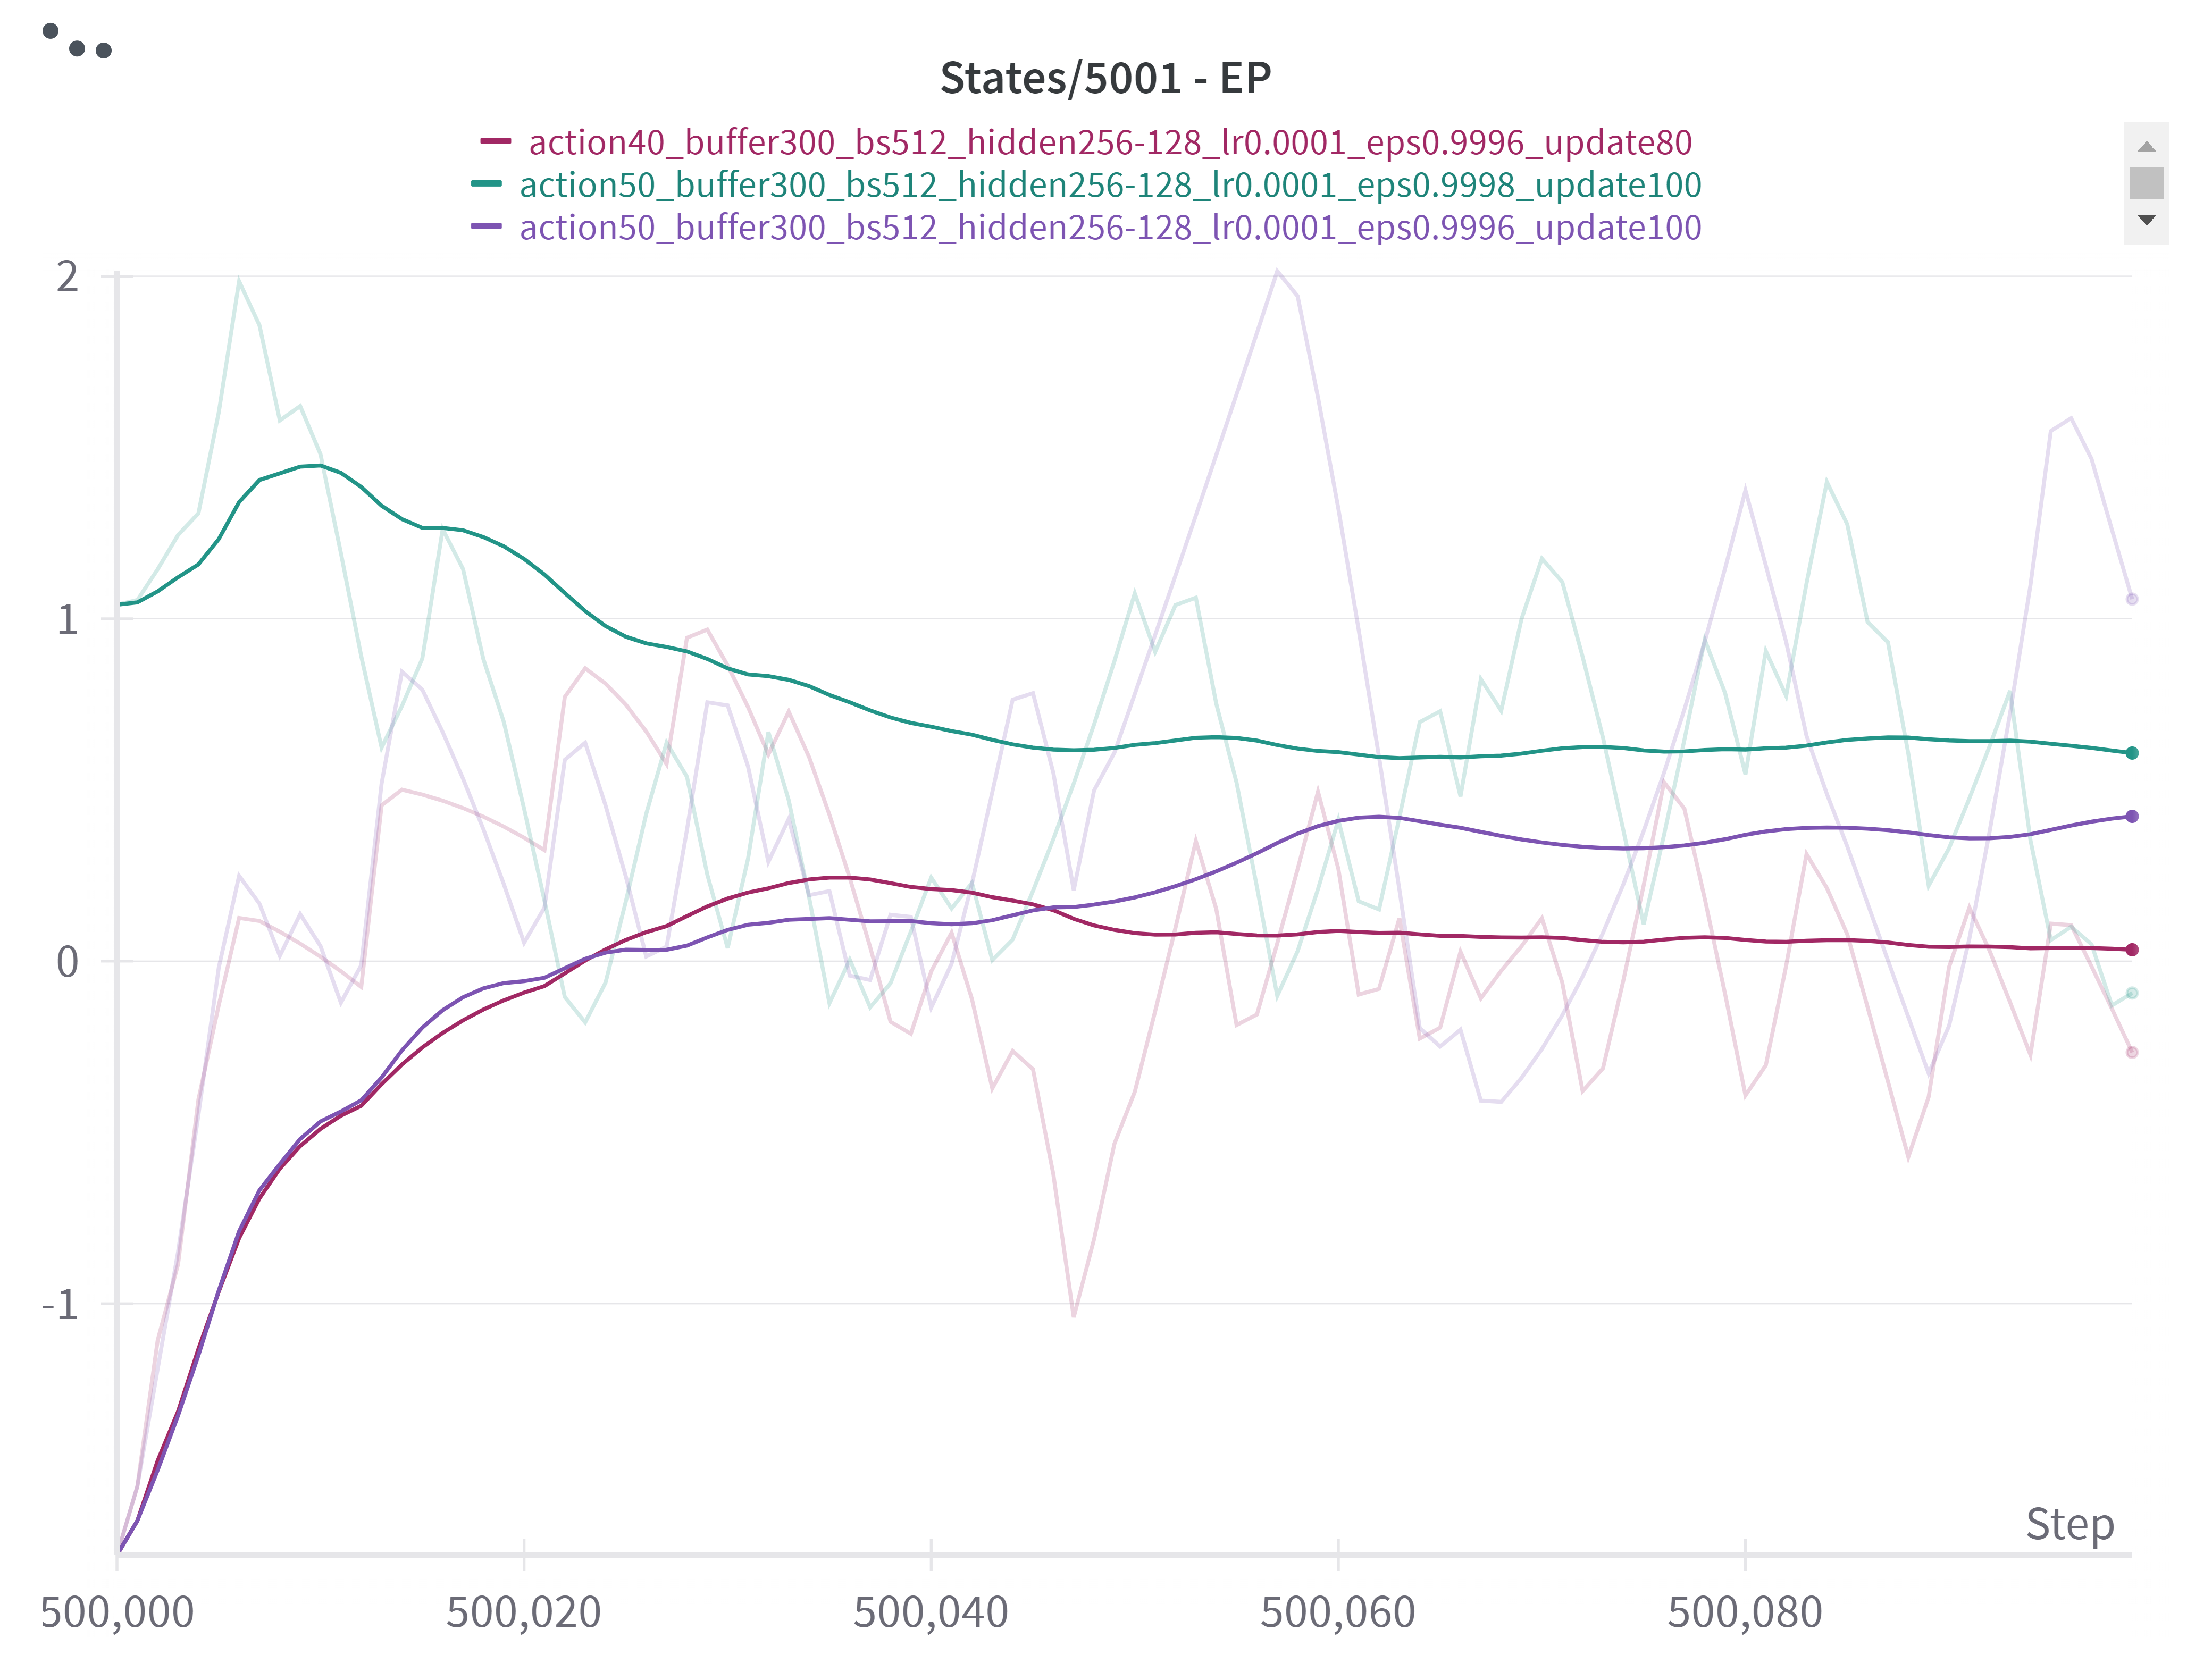 States/5001 - EP
action40_buffer300_bs512_hidden256-128_lr0.0001_eps0.9996_update80
action50_buffer300_bs512_hidden256-128_lr0.0001_eps0.9998_update100
action50_buffer300_bs512_hidden256-128_lr0.0001_eps0.9996_update100
2
1
0
-1
Step
500,000 500,020 500,040 500,060 500,080